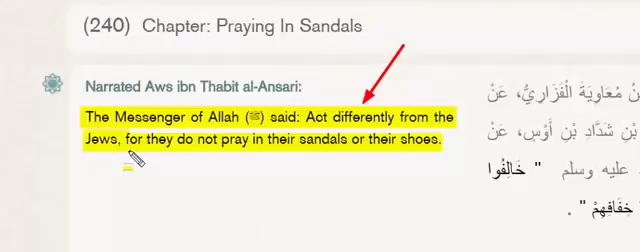 (240) Chapter: Praying In Sandals
Narrated Aws ibn Thabit al-Ansari:
The Messenger of Allah (ﷺ) said: Act differently from the
Jews, for they do not pray in their sandals or their shoes.
نُ مُعَاوِيَةَ الْفَزَارِيُّ، عَنْ
بْنِ شَدَّادِ بْنِ أَوْسٍ، عَنْ
عليه وسلم " خَالِفُوا
خِفَافِهِمْ " .